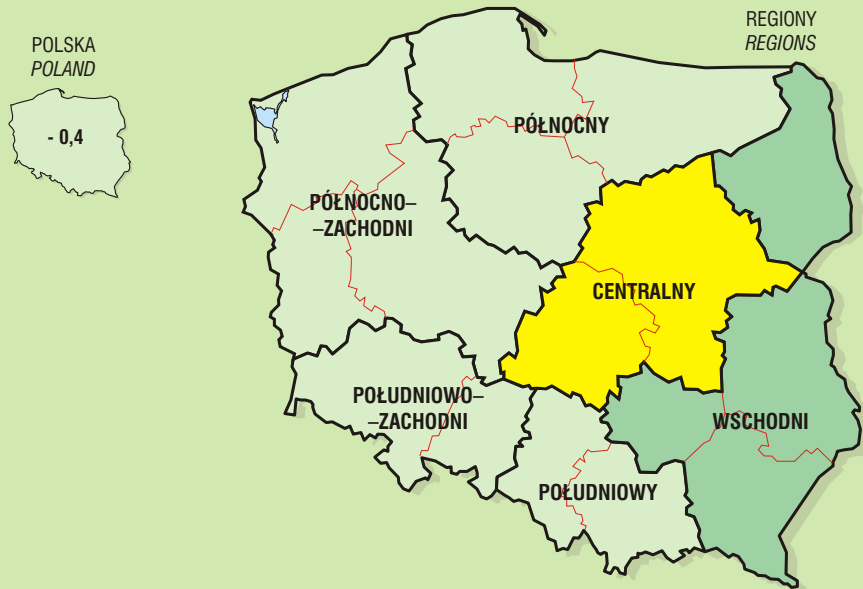 POLSKA
POLAND
- 0,4
REGIONY
REGIONS
PÓŁNOCNY
PÓŁNOCNO–
–ZACHODNI
CENTRALNY
POŁUDNIOWO–
–ZACHODNI
WSCHODNI
POŁUDNIOWY